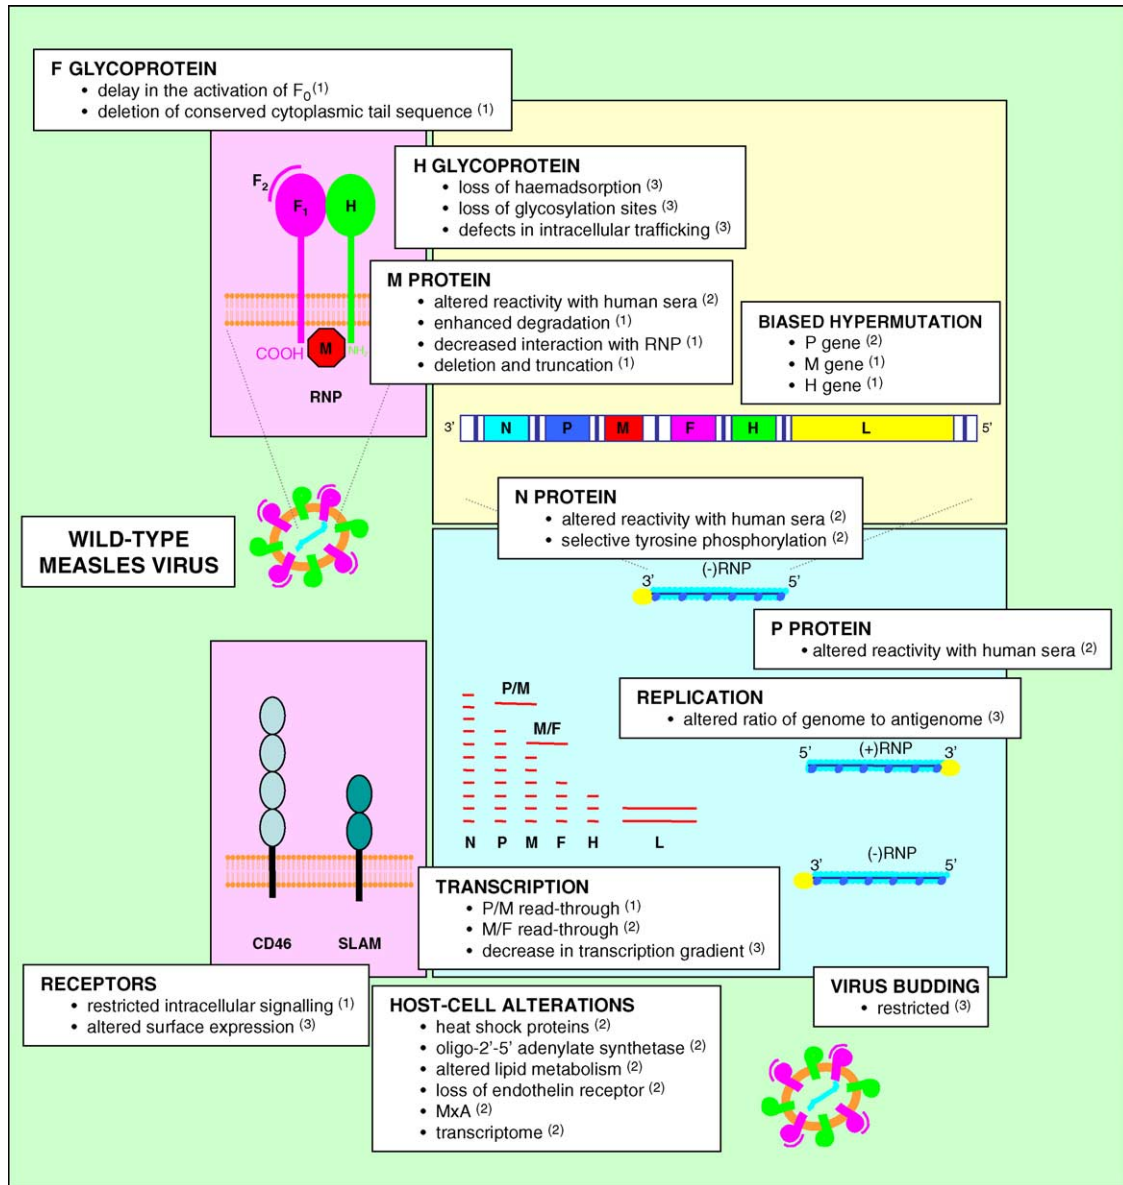 F GLYCOPROTEIN
• delay in the activation of F0(1)
• deletion of conserved cytoplasmic tail sequence (1)
H GLYCOPROTEIN
• loss of haemadsorption (3)
• loss of glycosylation sites (3)
• defects in intracellular trafficking (3)
F2
F1
H
M PROTEIN
• altered reactivity with human sera (2)
• enhanced degradation (1)
• decreased interaction with RNP (1)
• deletion and truncation (1)
COOH
M
NH2
RNP
BIASED HYPERMUTATION
• P gene (2)
• M gene (1)
• H gene (1)
3' N P M F H L 5'
N PROTEIN
• altered reactivity with human sera (2)
• selective tyrosine phosphorylation (2)
WILD-TYPE
MEASLES VIRUS
(-)RNP
3' 5'
P PROTEIN
• altered reactivity with human sera (2)
REPLICATION
• altered ratio of genome to antigenome (3)
P/M
M/F
5' (+)RNP 3'
N P M F H L
3' (-)RNP 5'
CD46 SLAM
TRANSCRIPTION
• P/M read-through (1)
• M/F read-through (2)
• decrease in transcription gradient (3)
RECEPTORS
• restricted intracellular signalling (1)
• altered surface expression (3)
HOST-CELL ALTERATIONS
• heat shock proteins (2)
• oligo-2'-5' adenylate synthetase (2)
• altered lipid metabolism (2)
• loss of endothelin receptor (2)
• MxA (2)
• transcriptome (2)
VIRUS BUDDING
• restricted (3)